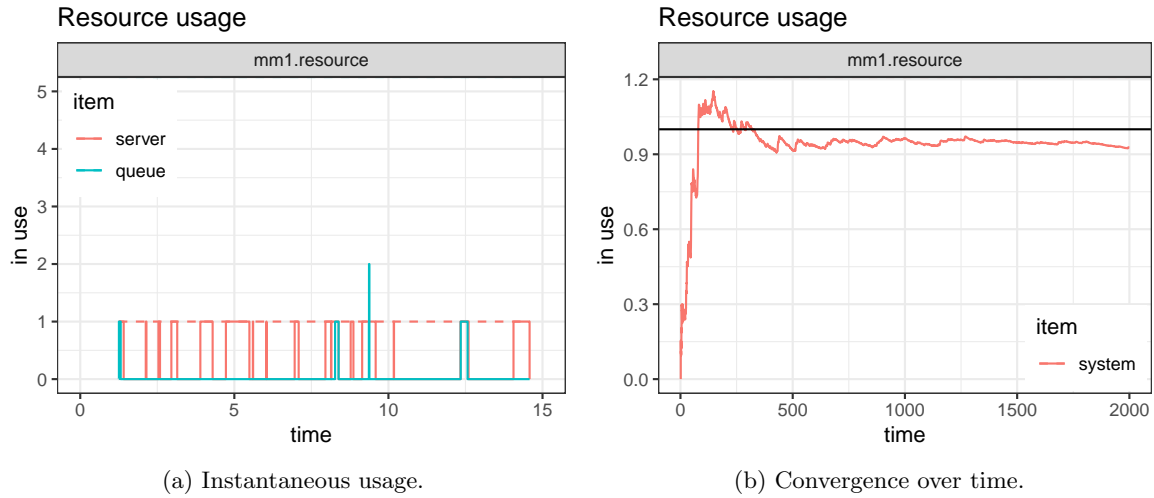 Resource usage
mm1.resource
5
4
3
2
1
0
in use
item
server
queue
0 5 10 15
time
(a) Instantaneous usage.
Resource usage
mm1.resource
1.2
0.9
0.6
0.3
0.0
in use
item
system
0 500 1000 1500 2000
time
(b) Convergence over time.